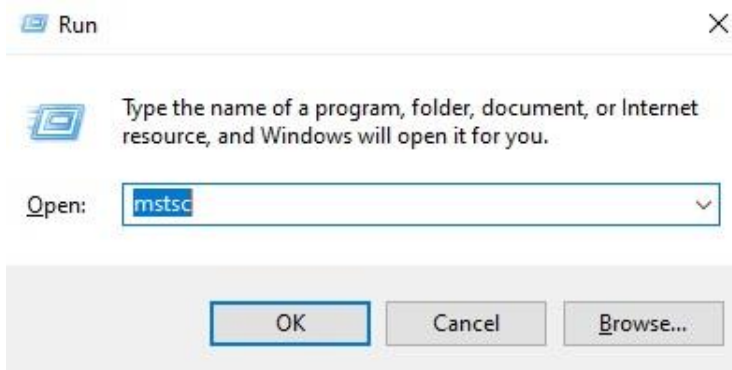 Run
Type the name of a program, folder, document, or Internet
resource, and Windows will open it for you.
Open: mstsc
OK Cancel Browse...